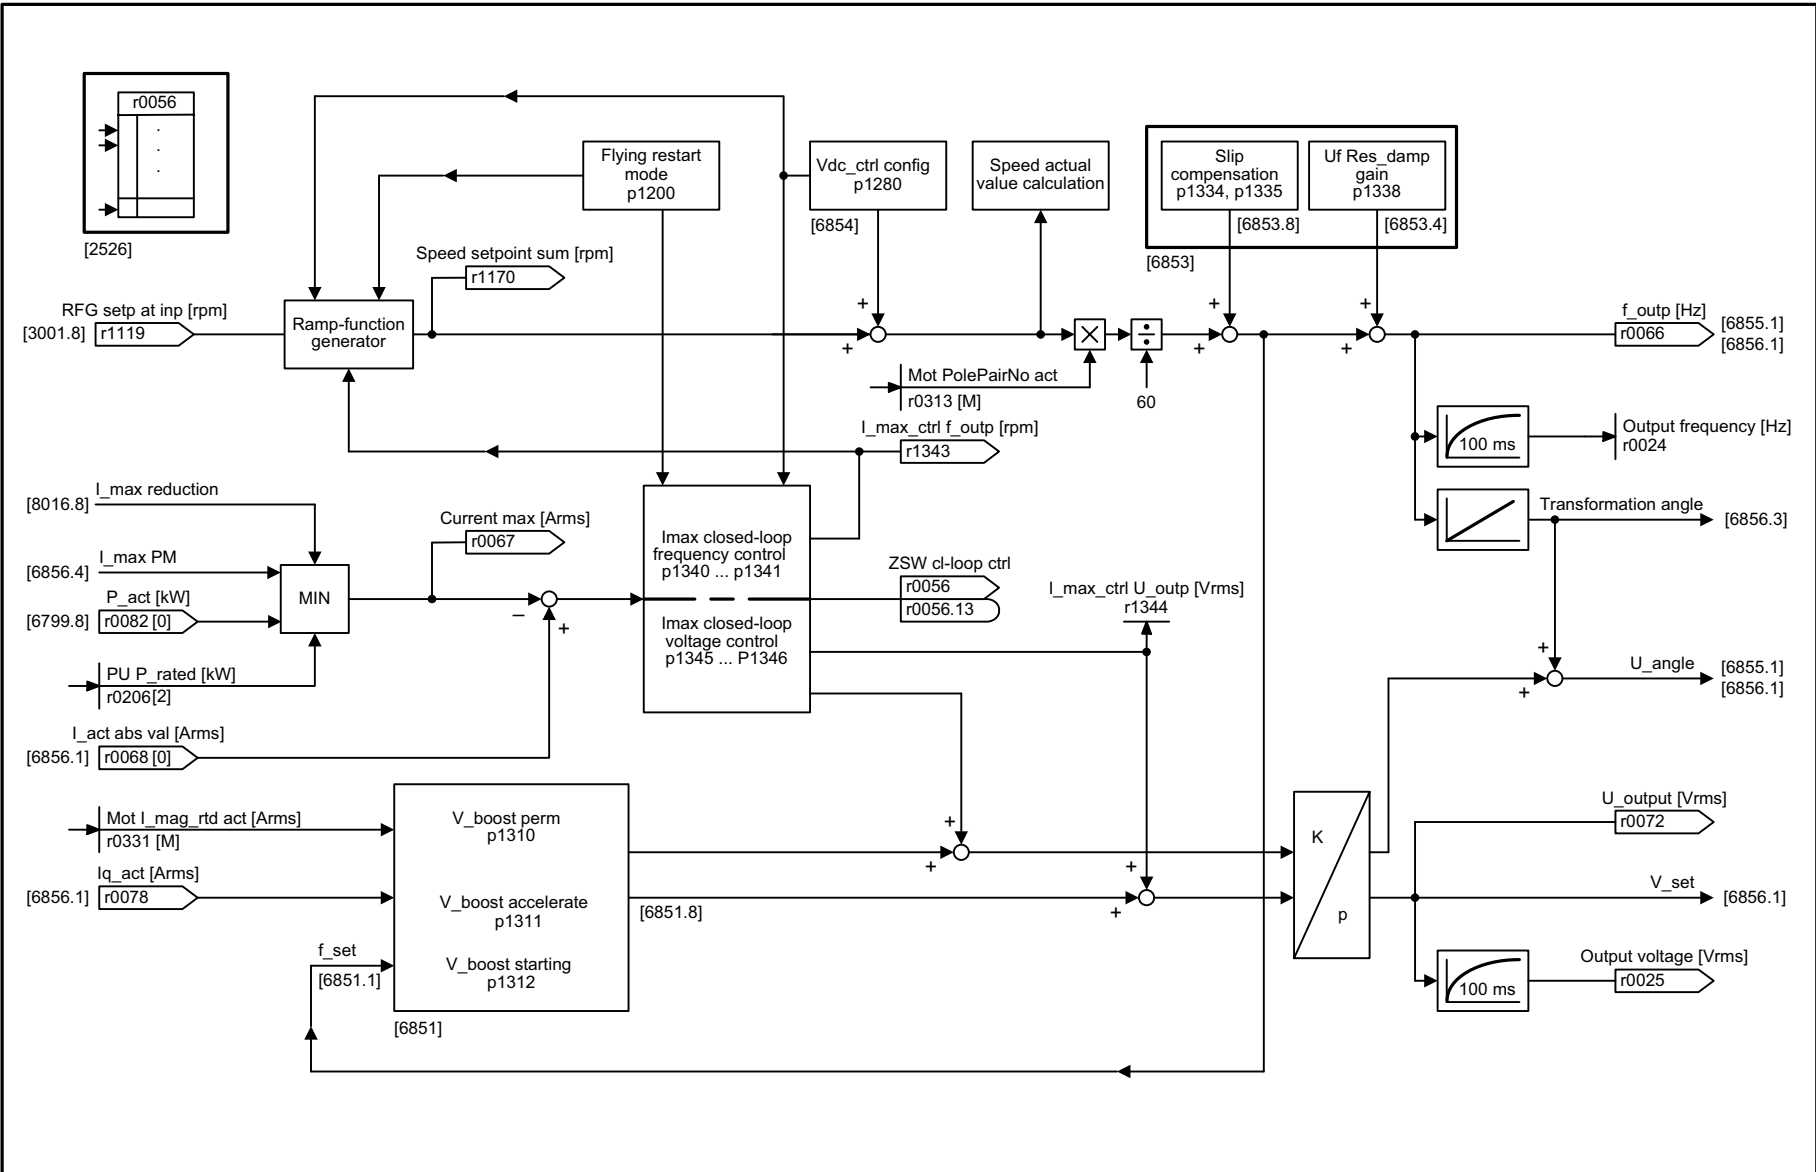 r0056
[2526]
Flying restart
mode
p1200
Vdc_ctrl config
p1280
[6854]
Speed actual
value calculation
Slip
compensation
p1334, p1335
[6853.8]
Uf Res_damp
gain
p1338
[6853.4]
[6853]
Speed setpoint sum [rpm]
r1170
RFG setp at inp [rpm]
[3001.8]
r1119
Ramp-function
generator
+
+
Mot PolePairNo act
r0313 [M]
×
÷
60
+
+
+
+
f_outp [Hz]
r0066
[6855.1]
[6856.1]
I_max_ctrl f_outp [rpm]
r1343
100 ms
Output frequency [Hz]
r0024
Transformation angle
[6856.3]
I_max reduction
[8016.8]
I_max PM
[6856.4]
P_act [kW]
[6799.8]
r0082 [0]
PU P_rated [kW]
r0206[2]
MIN
Current max [Arms]
r0067
I_act abs val [Arms]
[6856.1]
r0068 [0]
–
+
Imax closed-loop
frequency control
p1340 ... p1341
Imax closed-loop
voltage control
p1345 ... P1346
ZSW cl-loop ctrl
r0056
r0056.13
I_max_ctrl U_outp [Vrms]
r1344
+
+
U_angle
[6855.1]
[6856.1]
Mot I_mag_rtd act [Arms]
r0331 [M]
Iq_act [Arms]
[6856.1]
r0078
f_set
[6851.1]
V_boost perm
p1310
V_boost accelerate
p1311
V_boost starting
p1312
[6851]
[6851.8]
+
+
+
+
K
p
U_output [Vrms]
r0072
V_set
[6856.1]
100 ms
Output voltage [Vrms]
r0025